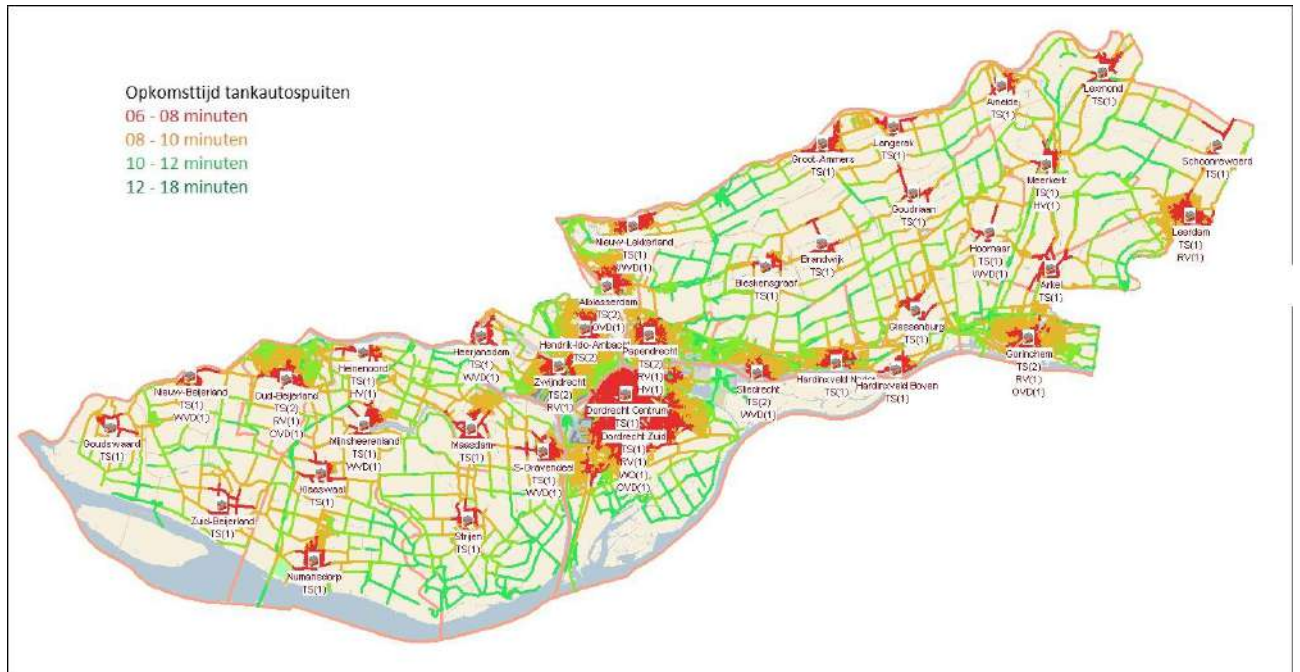 Opkomsttijd tankautospuiten
06 - 08 minuten
08 - 10 minuten
10 - 12 minuten
12 - 18 minuten
Lexmond
TS(1)
Ameide
TS(1)
Langerak
TS(1)
Groot-Ammers
TS(1)
Schoonrewoerd
TS(1)
Meerkerk
TS(1)
HV(1)
Goudriaan
TS(1)
Leerdam
TS(1)
RV(1)
Nieuw-Lekkerland
TS(1)
WVD(1)
Brandwijk
TS(1)
Hoornaar
TS(1)
WVD(1)
Bleskensgraaf
TS(1)
Arkel
TS(1)
Alblasserdam
TS(2)
OVD(1)
Giessenburg
TS(1)
Hendrik-Ido-Ambacht
TS(2)
Papendrecht
TS(2)
RV(1)
HV(1)
Gorinchem
TS(2)
RV(1)
OVD(1)
Heerjansdam
TS(1)
WVD(1)
Heinenoord
TS(1)
HV(1)
Zwijndrecht
TS(2)
RV(1)
Sliedrecht
TS(2)
WVD(1)
Hardinxveld
TS(1)
Hardinxveld Boven
TS(1)
Nieuw-Beijerland
TS(1)
WVD(1)
Oud-Beijerland
TS(2)
RV(1)
OVD(1)
Dordrecht Centrum
TS(1)
Dordrecht Zuid
TS(1)
RV(1)
WO(1)
OVD(1)
Goudswaard
TS(1)
Mijnsheerenland
TS(1)
WVD(1)
Maasdam
TS(1)
S-Gravendeel
TS(1)
WVD(1)
Klaaswaal
TS(1)
Zuid-Beijerland
TS(1)
Strijen
TS(1)
Numansdorp
TS(1)